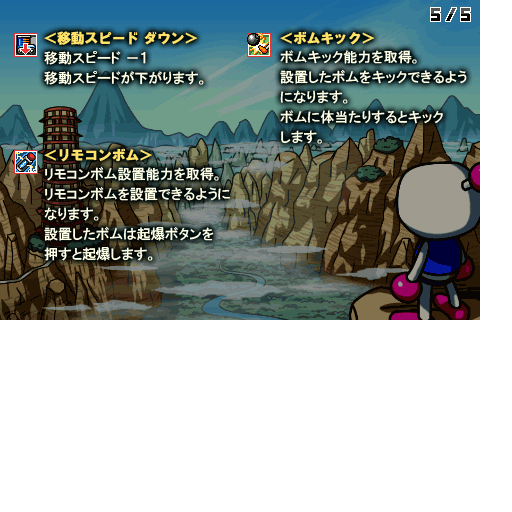 5/5
<移動スピード ダウン>
移動スピード －1
移動スピードが下がります。
<リモコンボム>
リモコンボム設置能力を取得。
リモコンボムを設置できるように
なります。
設置したボムは起爆ボタンを
押すと起爆します。
<ボムキック>
ボムキック能力を取得。
設置したボムをキックできるよう
になります。
ボムに体当たりするとキック
します。